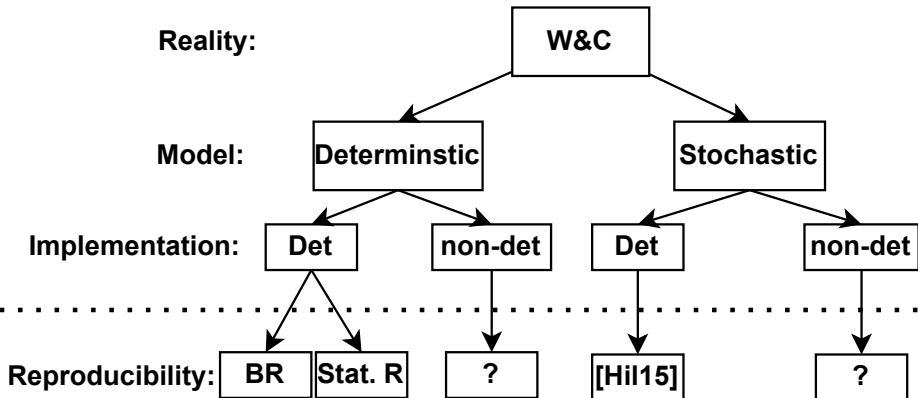 Reality: W&C
Model: Determinstic Stochastic
Implementation: Det non-det Det non-det
Reproducibility: BR Stat. R ? [Hil15] ?